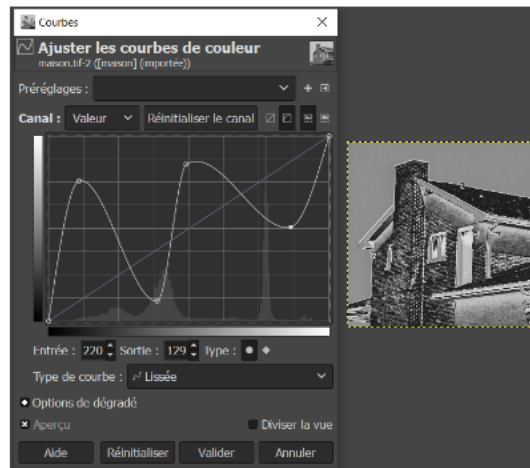 Courbes
Ajuster les courbes de couleur
maison.tif-2 ([maison] (importée))
Préréglages :
Canal : Valeur Réinitialiser le canal
Entrée : 220 Sortie : 129 Type :
Type de courbe : Lissée
Options de dégradé
Aperçu Diviser la vue
Aide Réinitialiser Valider Annuler